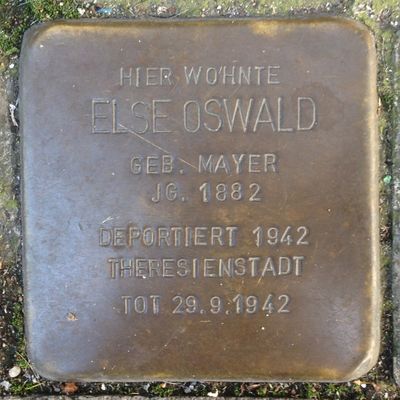 HIER WOHNTE
ELSE OSWALD
GEB. MAYER
JG. 1882
DEPORTIERT 1942
THERESIENSTADT
TOT 29.9.1942